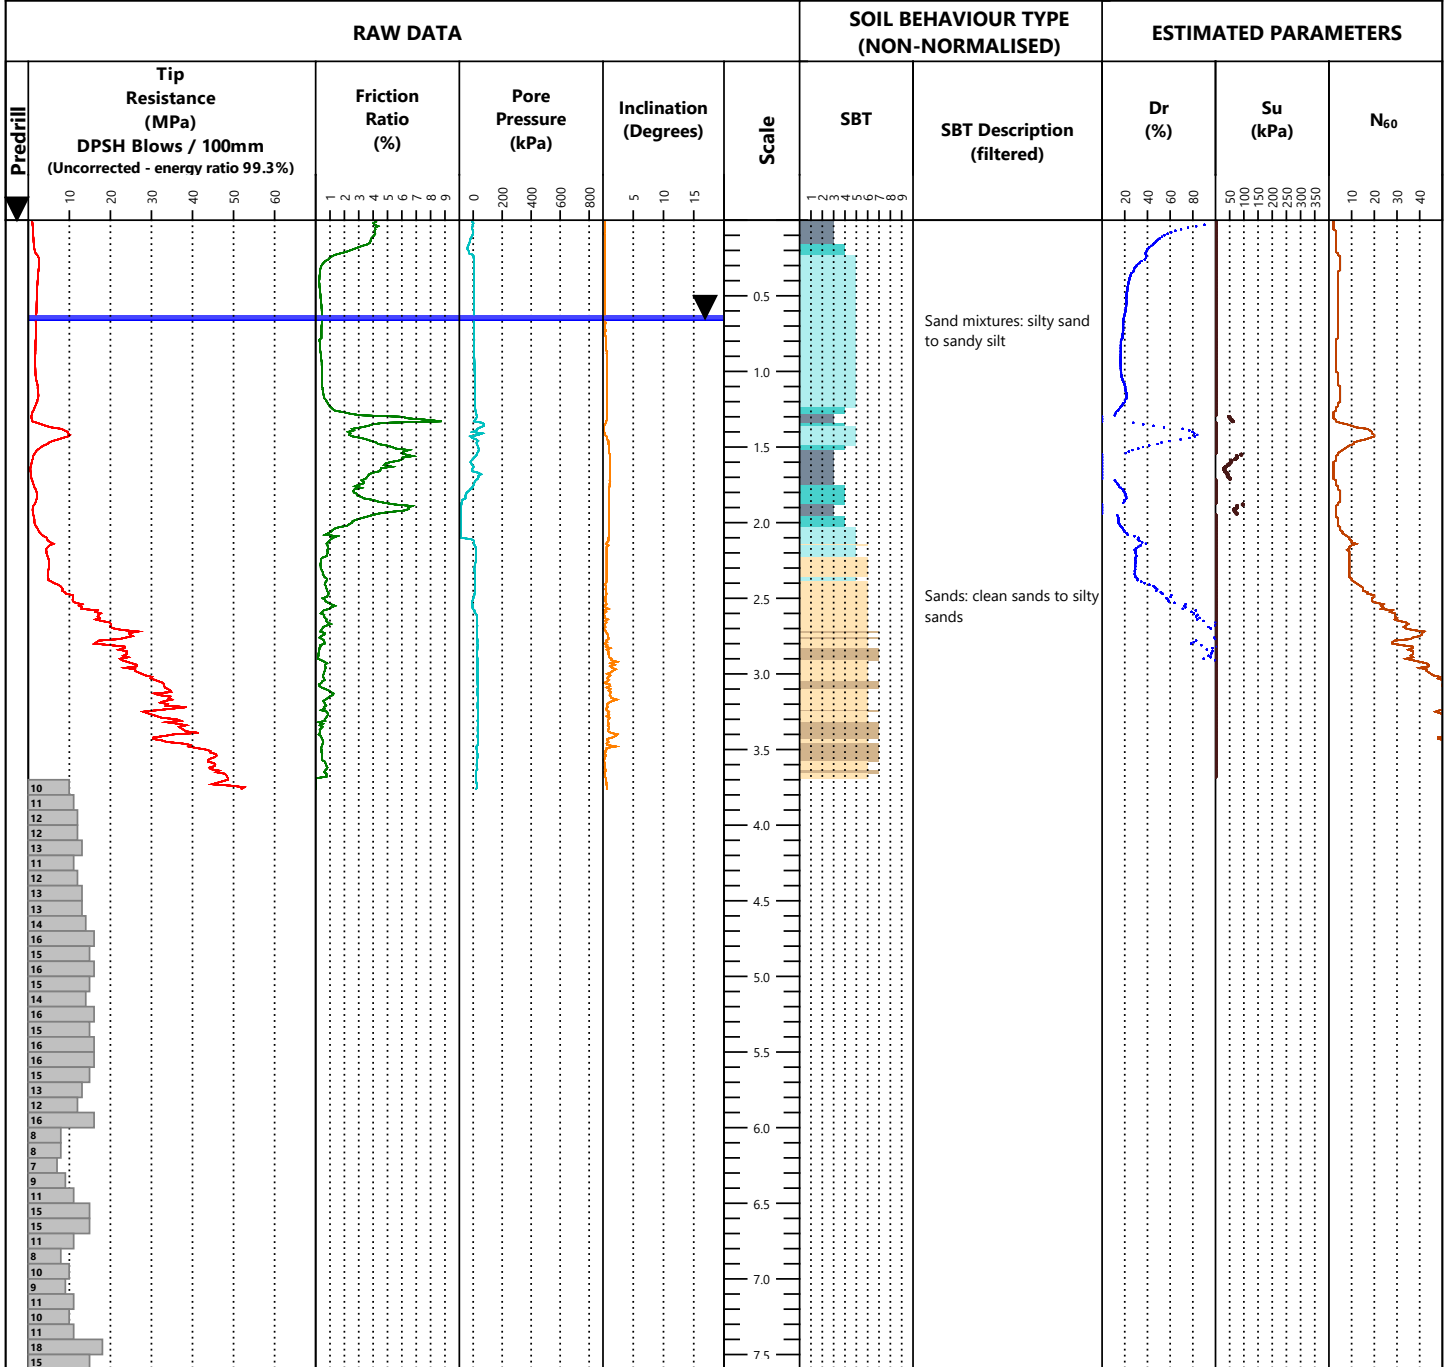 RAW DATA
SOIL BEHAVIOUR TYPE
(NON-NORMALISED)
ESTIMATED PARAMETERS
Predrill
Tip
Resistance
(MPa)
DPSH Blows / 100mm
(Uncorrected - energy ratio 99.3%)
Friction
Ratio
(%)
Pore
Pressure
(kPa)
Inclination
(Degrees)
Scale
SBT
SBT Description
(filtered)
Dr
(%)
Su
(kPa)
N60
10 20 30 40 50 60
1 2 3 4 5 6 7 8 9
0 200 400 600 800
5 10 15
1 2 3 4 5 6 7 8 9
20 40 60 80
50 100 150 200 250 300 350
10 20 30 40
0.5
Sand mixtures: silty sand
to sandy silt
1.0
1.5
2.0
2.5
Sands: clean sands to silty
sands
3.0
3.5
10
11
12
4.0
12
13
11
12
13
4.5
13
14
16
15
16
5.0
15
14
16
15
16
5.5
16
15
13
12
16
6.0
8
8
7
9
11
6.5
15
15
11
8
10
7.0
9
11
10
11
18
7.5
15